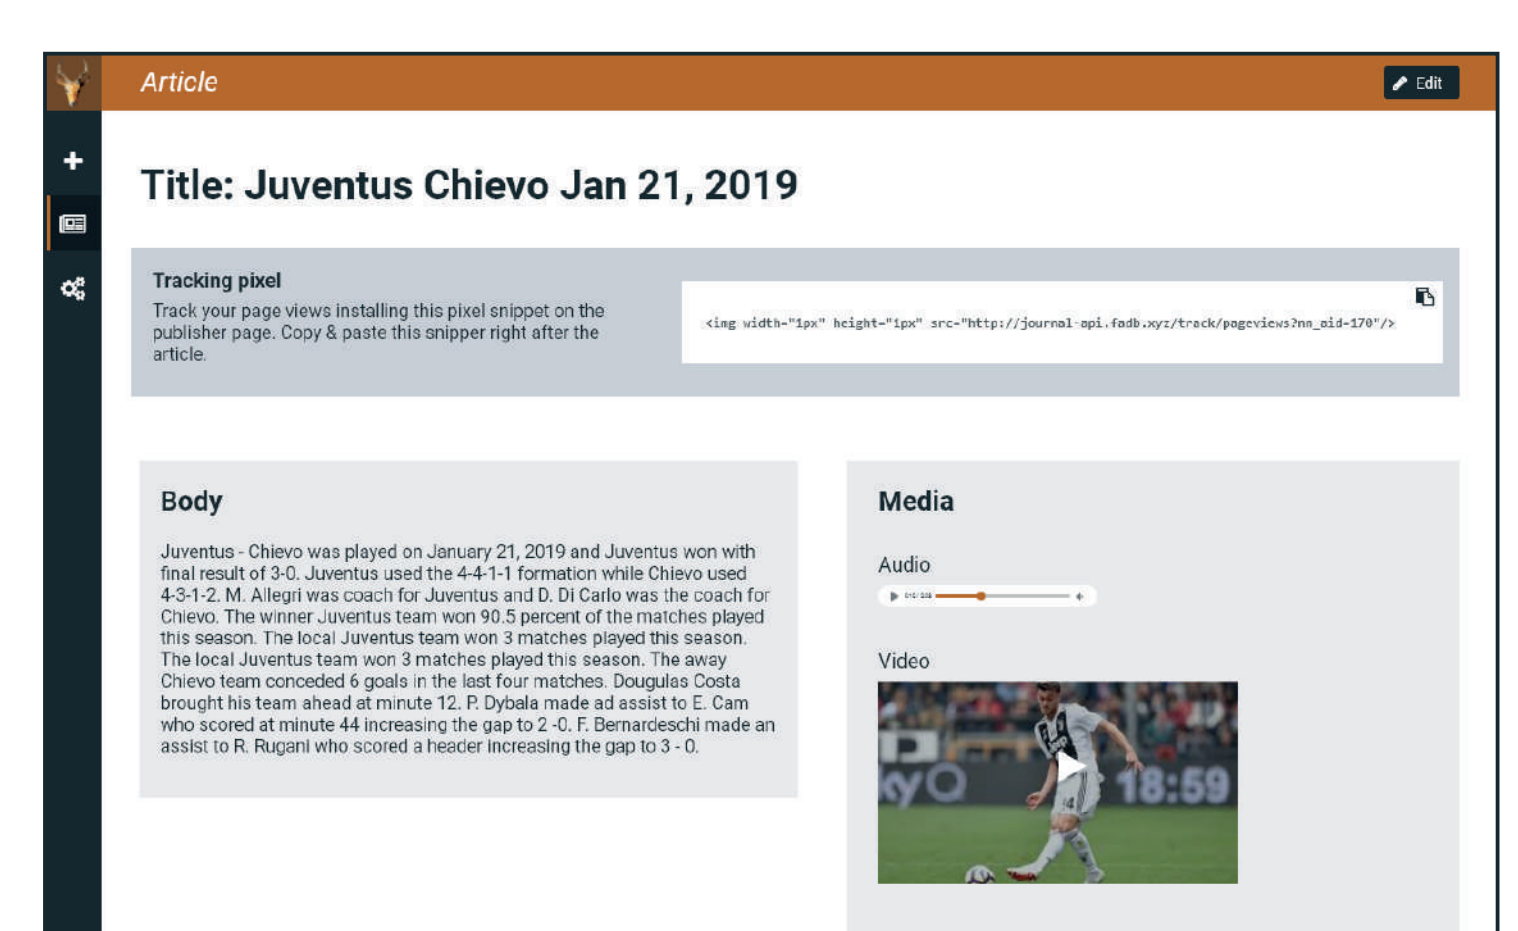 Article
Edit
Title: Juventus Chievo Jan 21, 2019
Tracking pixel
Track your page views installing this pixel snippet on the
publisher page. Copy & paste this snipper right after the
article.
<img width="1px" height="1px" src="http://journal-api.fadb.xyz/track/pageviews?nn_aid=170"/>
Body
Juventus - Chievo was played on January 21, 2019 and Juventus won with
final result of 3-0. Juventus used the 4-4-1-1 formation while Chievo used
4-3-1-2. M. Allegri was coach for Juventus and D. Di Carlo was the coach for
Chievo. The winner Juventus team won 90.5 percent of the matches played
this season. The local Juventus team won 3 matches played this season.
The local Juventus team won 3 matches played this season. The away
Chievo team conceded 6 goals in the last four matches. Dougulas Costa
brought his team ahead at minute 12. P. Dybala made ad assist to E. Cam
who scored at minute 44 increasing the gap to 2 -0. F. Bernardeschi made an
assist to R. Rugani who scored a header increasing the gap to 3 - 0.
Media
Audio
Video
18:59